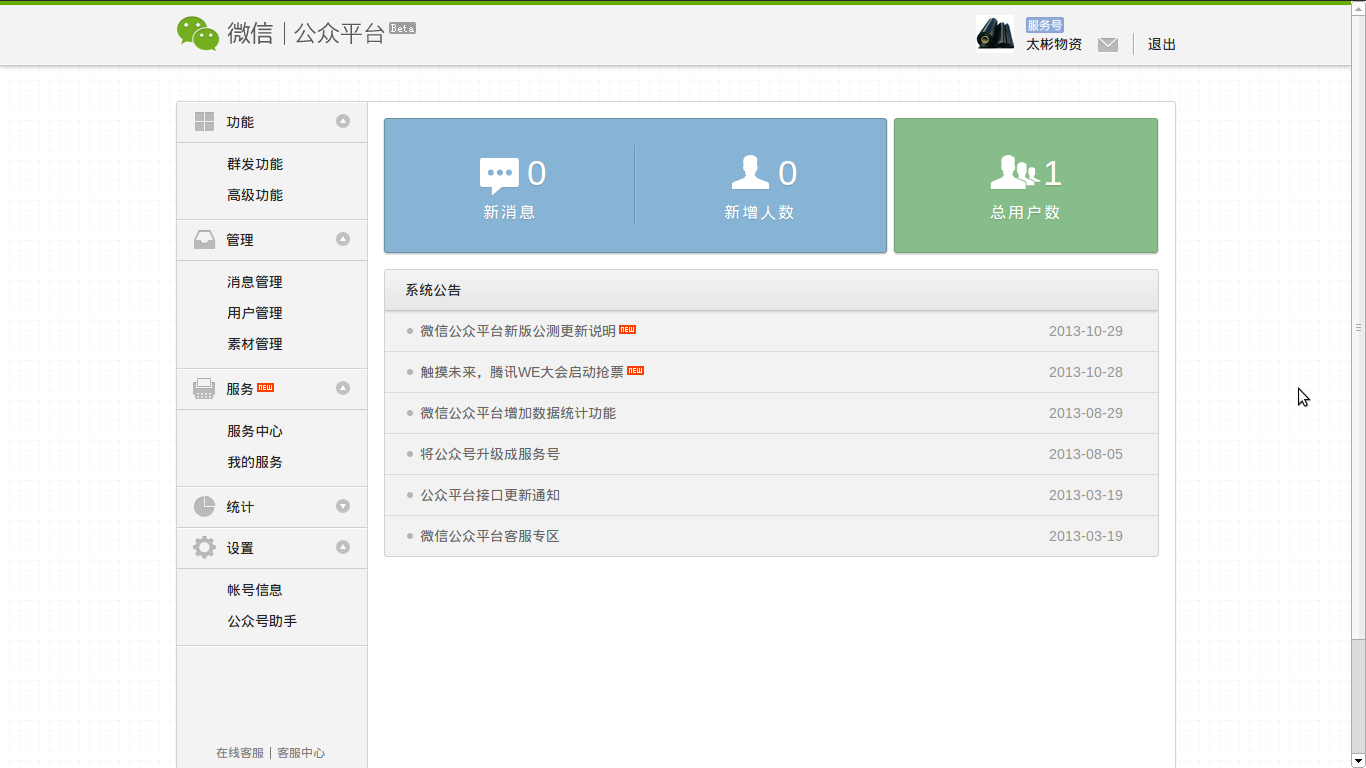 微信 | 公众平台 Beta
服务号
太彬物资
退出
功能
群发功能
高级功能
管理
消息管理
用户管理
素材管理
服务 NEW
服务中心
我的服务
统计
设置
帐号信息
公众号助手
在线客服 | 客服中心
0
新消息
0
新增人数
1
总用户数
系统公告
微信公众平台新版公测更新说明 NEW 2013-10-29
触摸未来，腾讯WE大会启动抢票 NEW 2013-10-28
微信公众平台增加数据统计功能 2013-08-29
将公众号升级成服务号 2013-08-05
公众平台接口更新通知 2013-03-19
微信公众平台客服专区 2013-03-19